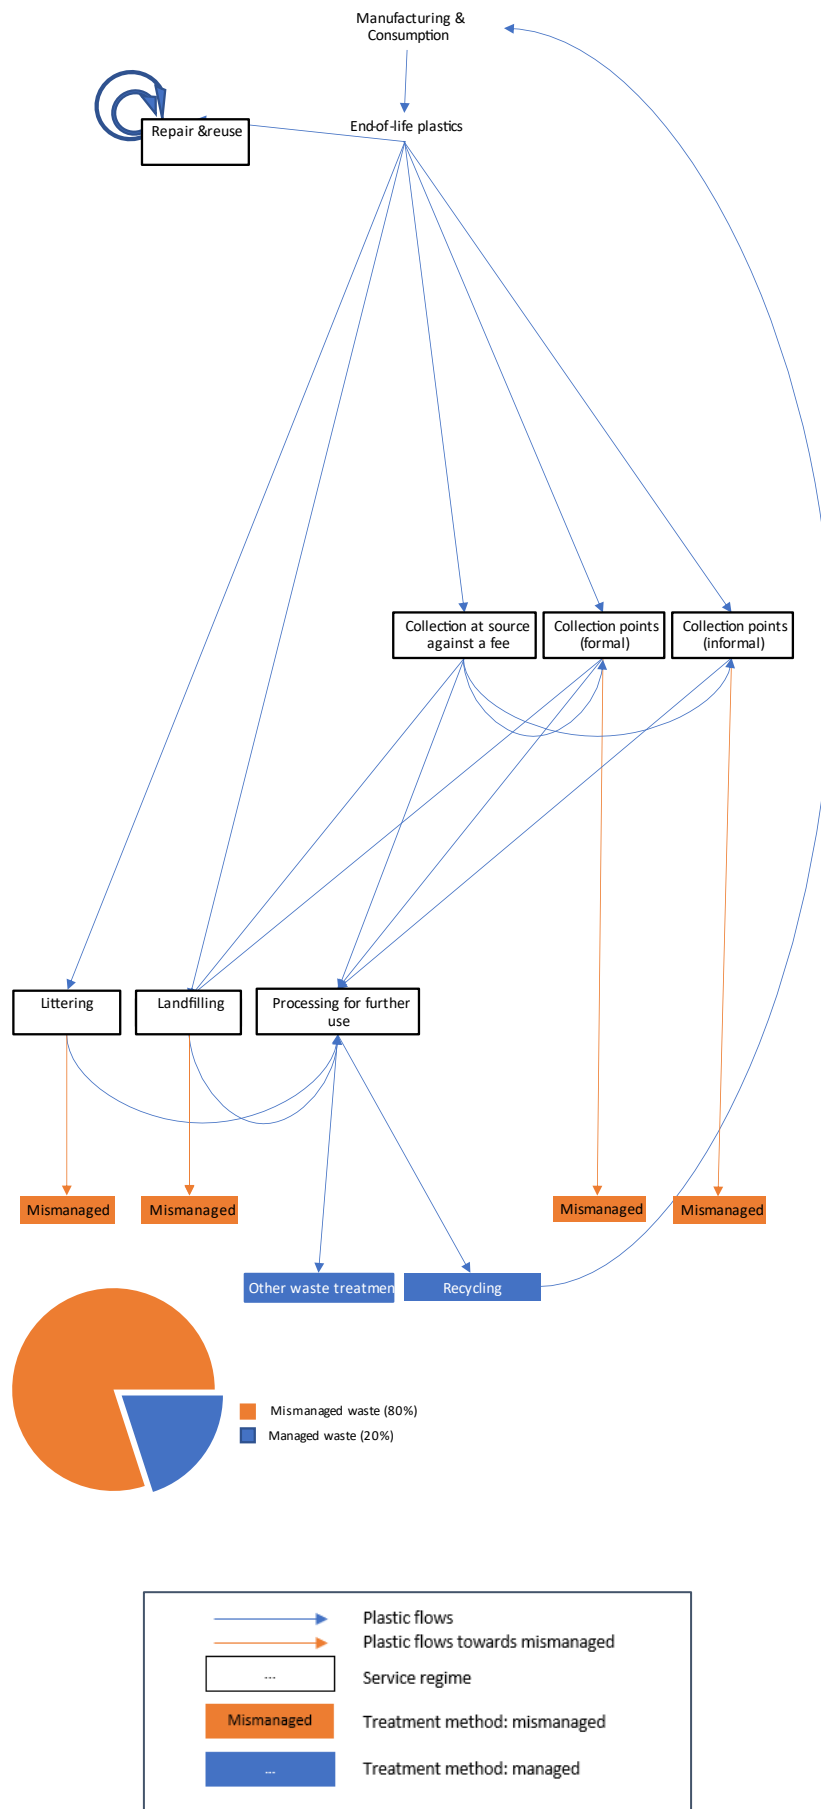 Manufacturing &
Consumption
Repair &reuse
End-of-life plastics
Collection at source
against a fee
Collection points
(formal)
Collection points
(informal)
Littering
Landfilling
Processing for further
use
Mismanaged
Mismanaged
Mismanaged
Mismanaged
Other waste treatmen
Recycling
Mismanaged waste (80%)
Managed waste (20%)
Plastic flows
Plastic flows towards mismanaged
...
Service regime
Mismanaged
Treatment method: mismanaged
...
Treatment method: managed